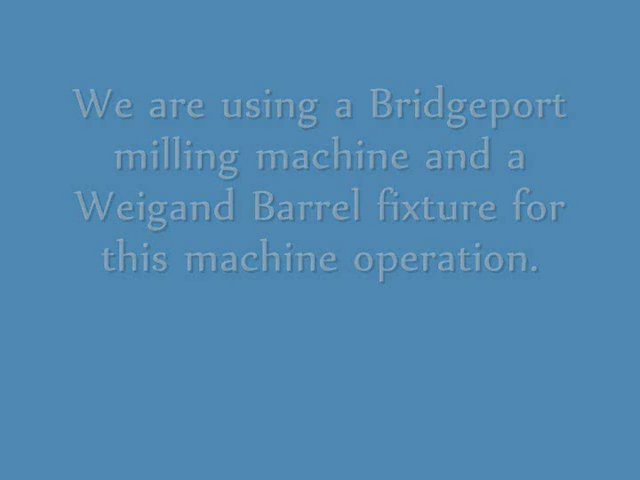 We are using a Bridgeport
milling machine and a
Weigand Barrel fixture for
this machine operation.